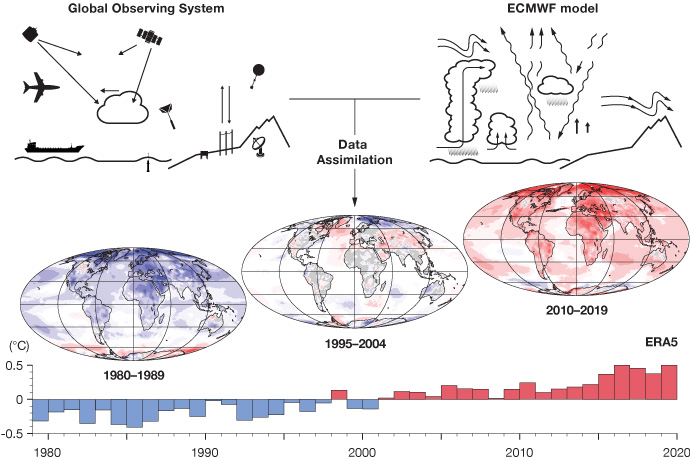 Global Observing System
ECMWF model
Data
Assimilation
2010–2019
1995–2004
1980–1989
ERA5
(°C)
0.5
0
-0.5
1980
1990
2000
2010
2020